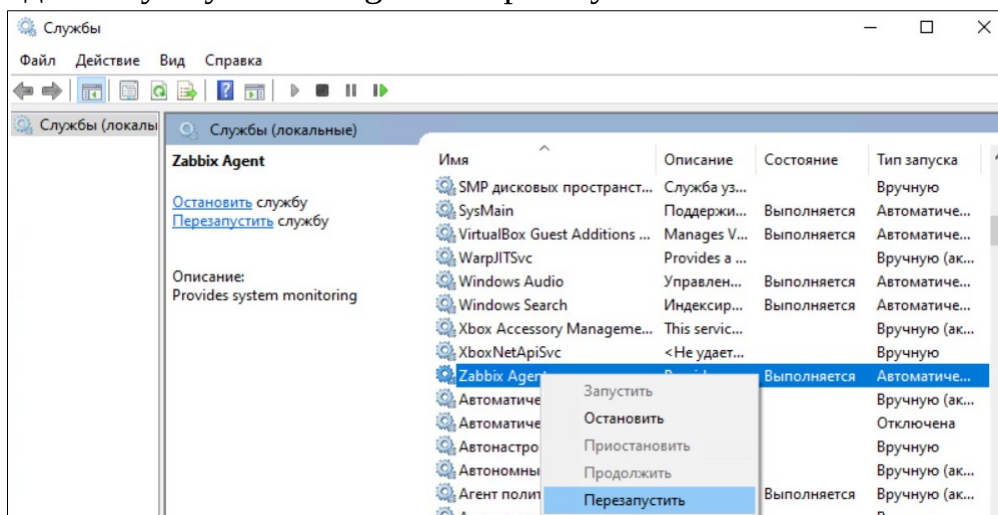 Службы
Файл Действие Вид Справка
Службы (локалы
Службы (локальные)
Zabbix Agent
Остановить службу
Перезапустить службу
Описание:
Provides system monitoring
Имя Описание Состояние Тип запуска
SMP дисковых пространст... Служба уз... Вручную
SysMain Поддержи... Выполняется Автоматиче...
VirtualBox Guest Additions ... Manages V... Выполняется Автоматиче...
WarpJITSvc Provides a ... Вручную (ак...
Windows Audio Управлен... Выполняется Автоматиче...
Windows Search Индексир... Выполняется Автоматиче...
Xbox Accessory Manageme... This servic... Вручную (ак...
XboxNetApiSvc <Не удает... Вручную
Zabbix Agent Выполняется Автоматиче...
Автоматиче Вручную (ак...
Автоматиче Отключена
Автонастро Вручную
Автономны Вручную (ак...
Агент полит Выполняется Вручную (ак...
Запустить
Остановить
Приостановить
Продолжить
Перезапустить